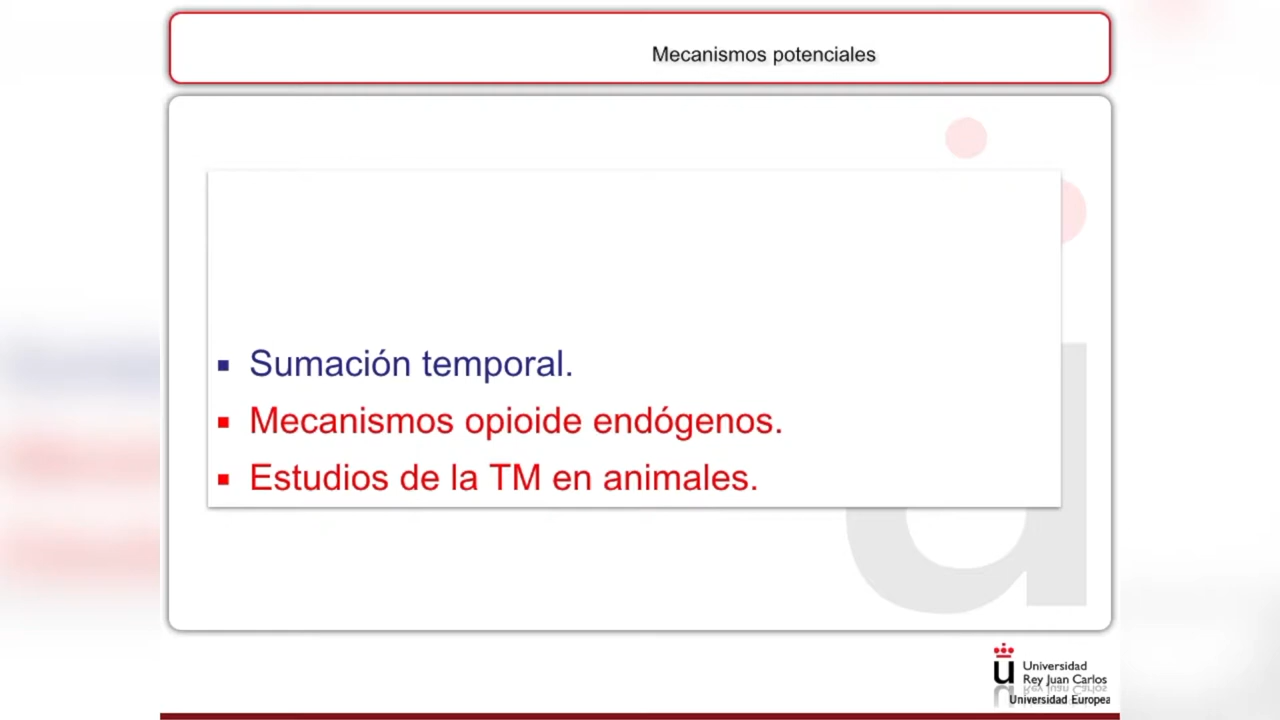 Mecanismos potenciales
▪ Sumación temporal.
▪ Mecanismos opioide endógenos.
▪ Estudios de la TM en animales.
ü Universidad
Rey Juan Carlos
Universidad Europea